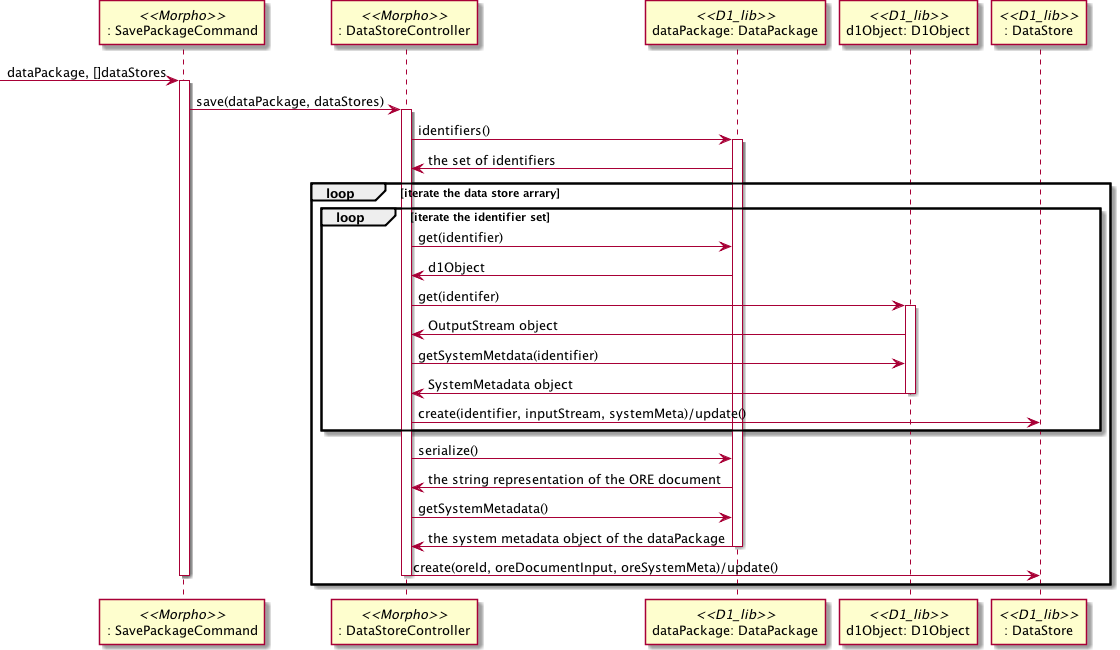 <<Morpho>>
: SavePackageCommand
<<Morpho>>
: DataStoreController
<<D1_lib>>
dataPackage: DataPackage
<<D1_lib>>
d1Object: D1Object
<<D1_lib>>
: DataStore
dataPackage, []dataStores
save(dataPackage, dataStores)
identifiers()
the set of identifiers
loop
[iterate the data store arrary]
loop
[iterate the identifier set]
get(identifier)
d1Object
get(identifer)
OutputStream object
getSystemMetdata(identifier)
SystemMetadata object
create(identifier, inputStream, systemMeta)/update()
serialize()
the string representation of the ORE document
getSystemMetadata()
the system metadata object of the dataPackage
create(oreId, oreDocumentInput, oreSystemMeta)/update()
<<Morpho>>
: SavePackageCommand
<<Morpho>>
: DataStoreController
<<D1_lib>>
dataPackage: DataPackage
<<D1_lib>>
d1Object: D1Object
<<D1_lib>>
: DataStore